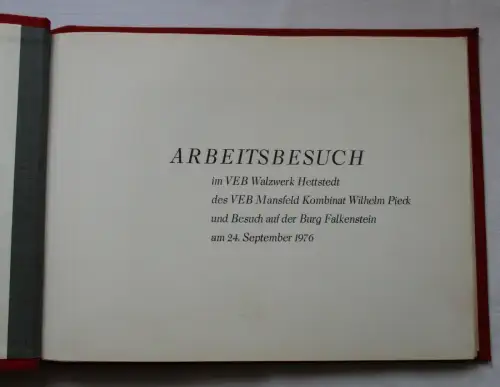 ARBEITSBESUCH
im VEB Walzwerk Hettstedt
des VEB Mansfeld Kombinat Wilhelm Pieck
und Besuch auf der Burg Falkenstein
am 24. September 1976